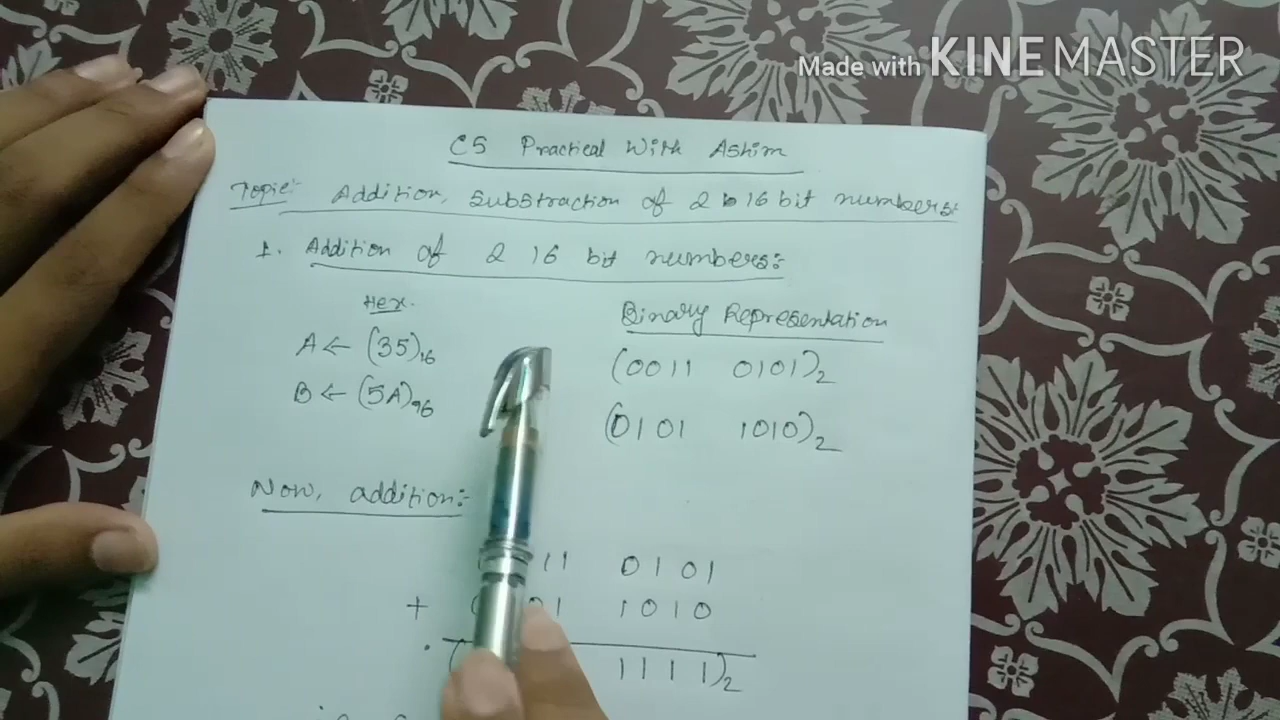 Made with KINEMASTER
CS Practical With Ashim
Topic:- Addition, Substraction of 2 16 bit numbers:-
1. Addition of 2 16 bit numbers:-
Hex. Binary Representation
A ← (35)16 (0011 0101)2
B ← (5A)16 (0101 1010)2
Now, addition:-
11 0101
+ 01 1010
( 1111)2